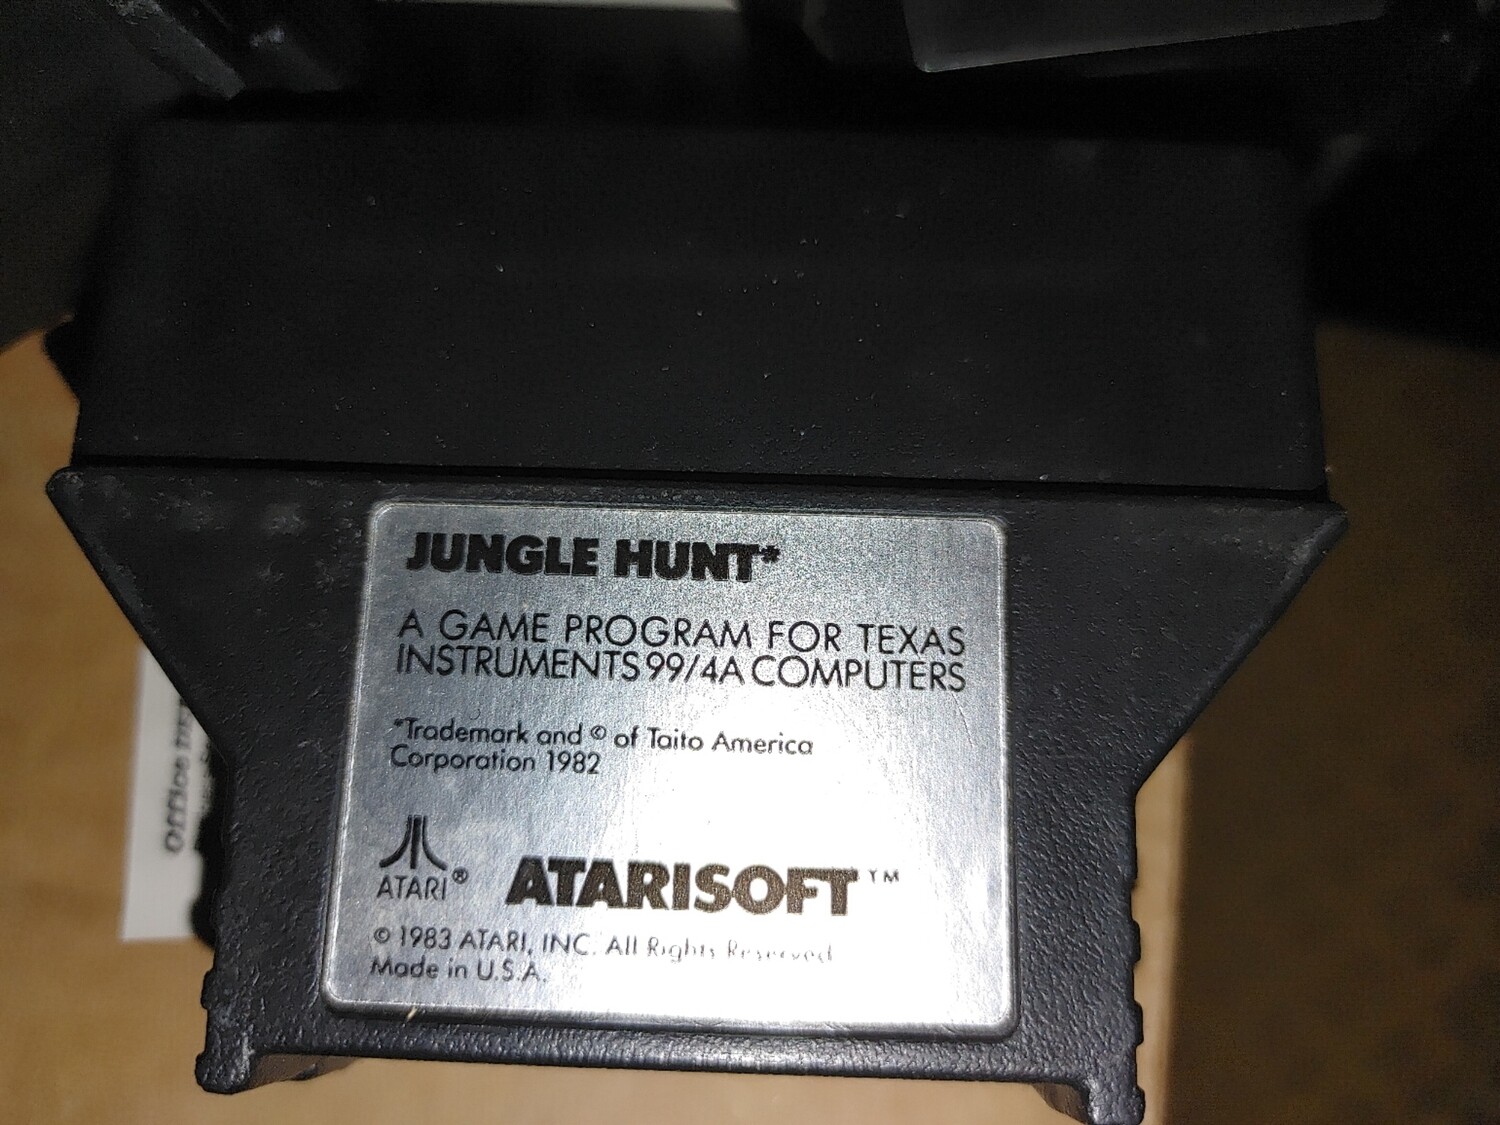 JUNGLE HUNT*
A GAME PROGRAM FOR TEXAS
INSTRUMENTS 99/4A COMPUTERS
*Trademark and © of Taito America
Corporation 1982
ATARI® ATARISOFT™
© 1983 ATARI, INC. All Rights Reserved
Made in U.S.A.
Office